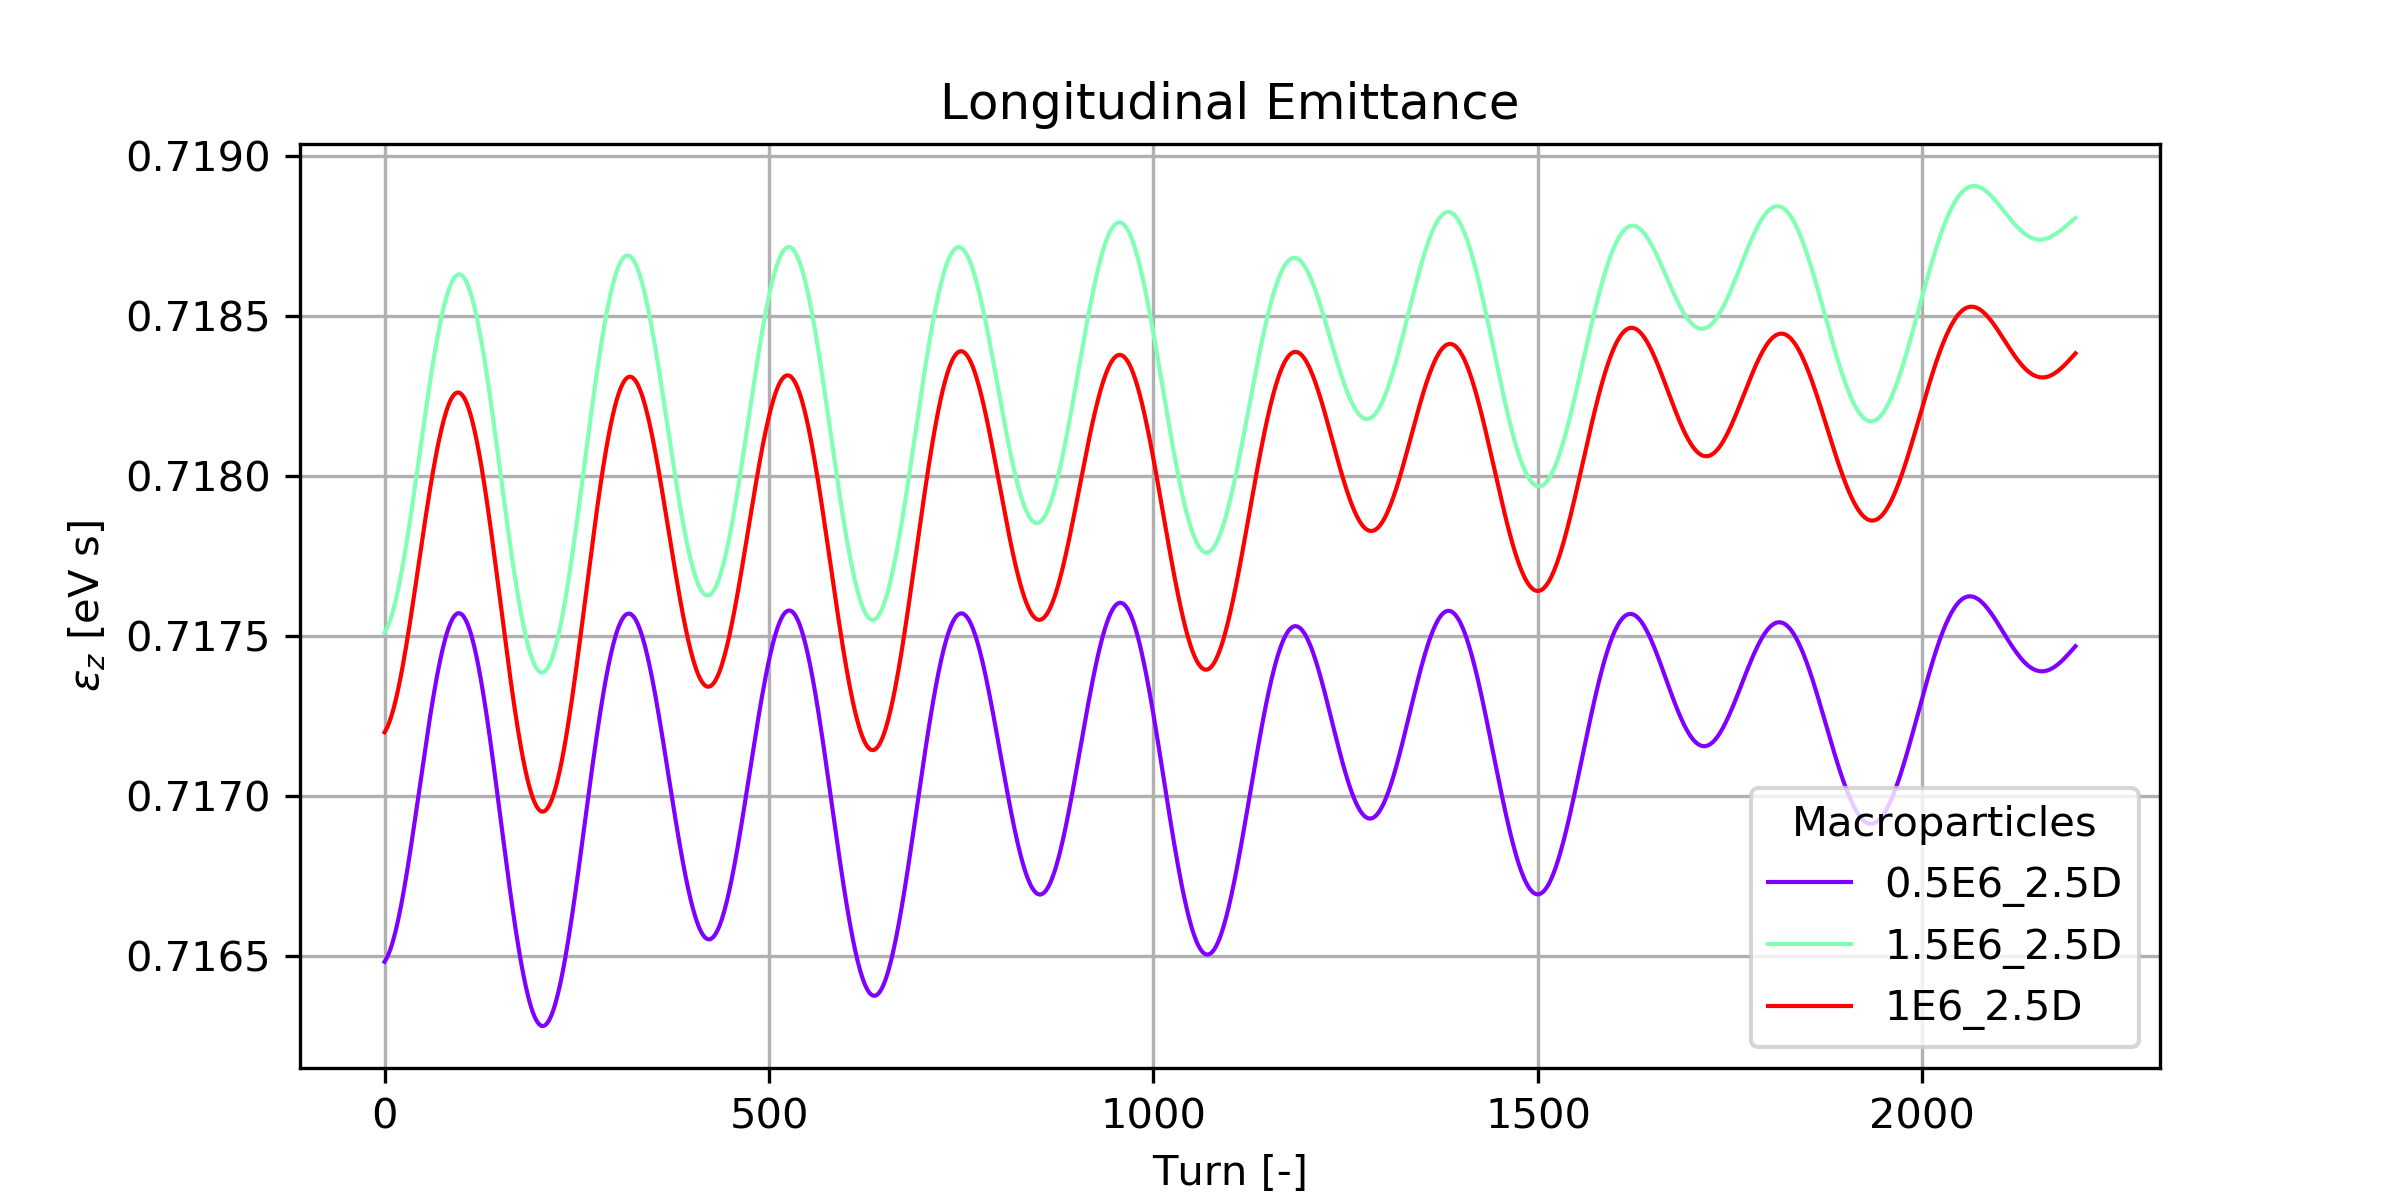 Longitudinal Emittance
0.7190
0.7185
0.7180
0.7175
0.7170
0.7165
ε_z [eV s]
0
500
1000
1500
2000
Turn [-]
Macroparticles
0.5E6_2.5D
1.5E6_2.5D
1E6_2.5D